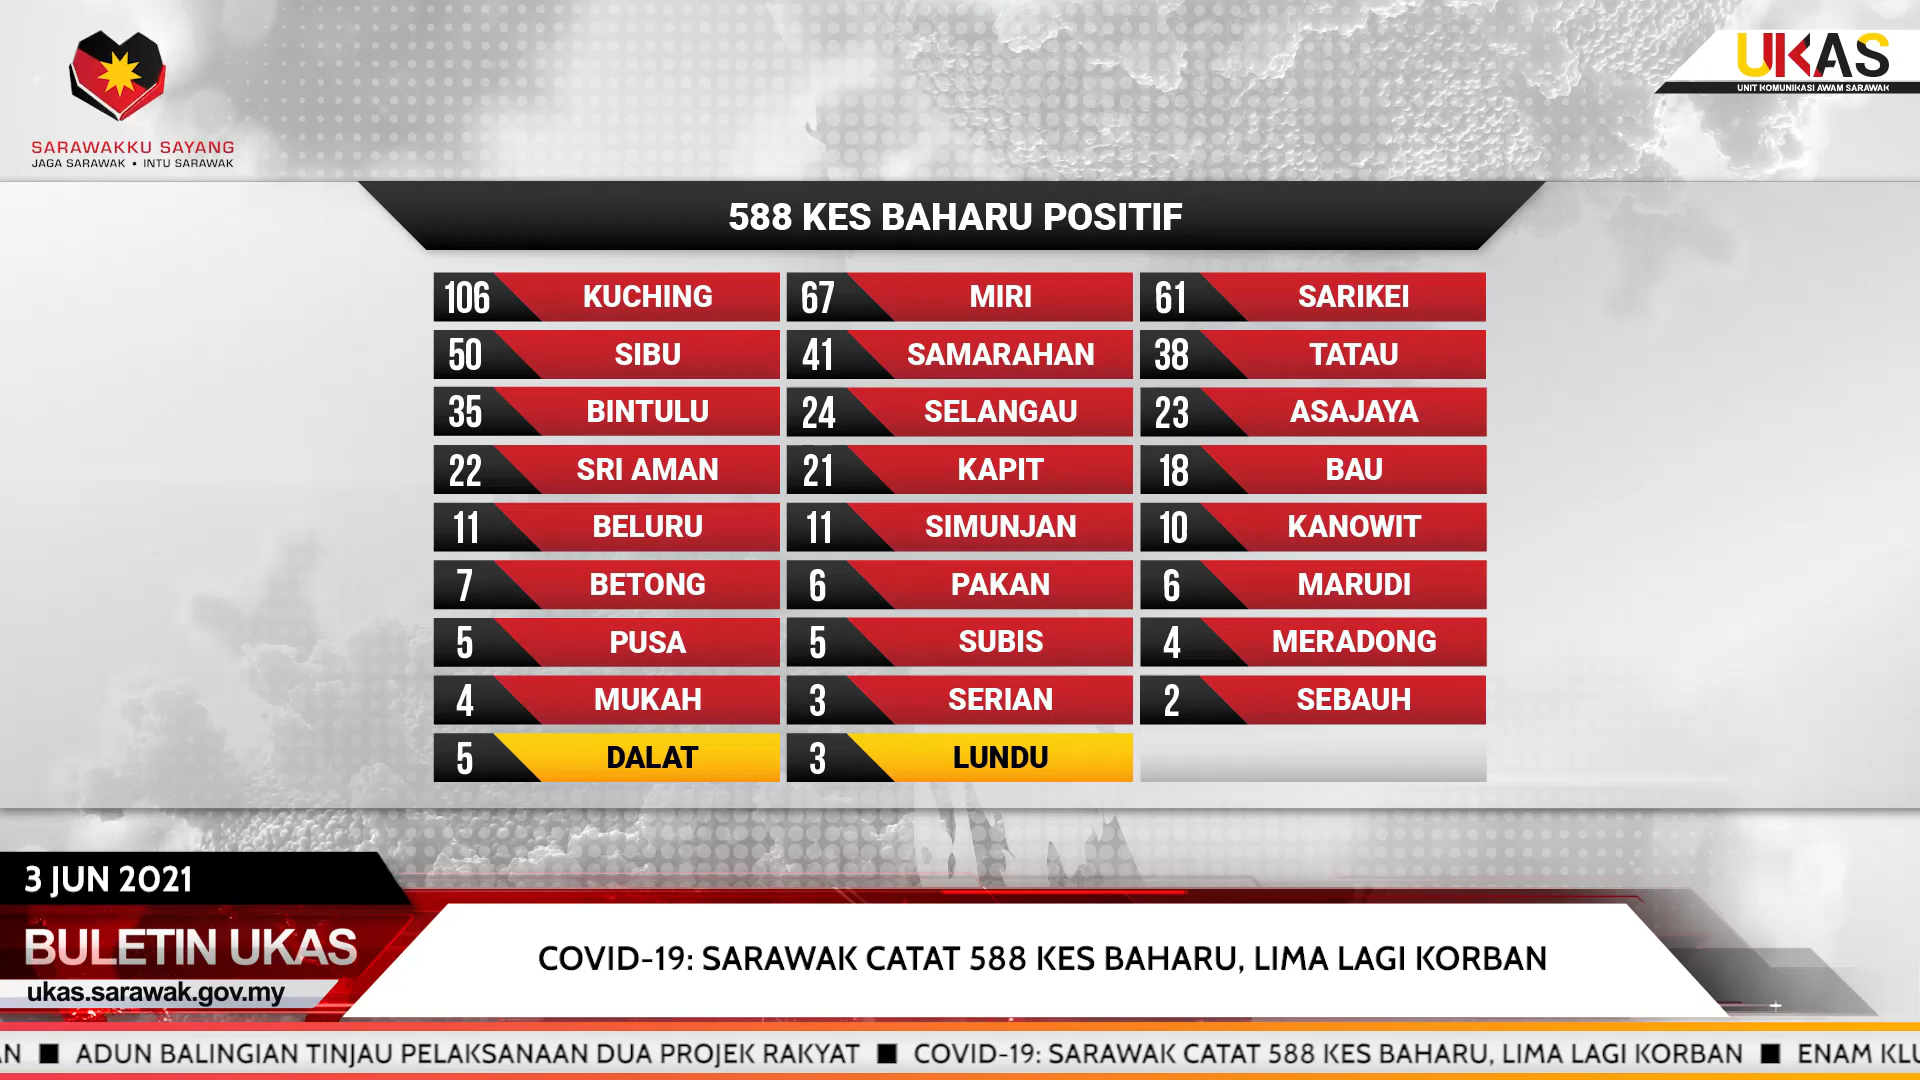 SARAWAKKU SAYANG
JAGA SARAWAK • INTU SARAWAK
UKAS
UNIT KOMUNIKASI AWAM SARAWAK
588 KES BAHARU POSITIF
106 KUCHING
67 MIRI
61 SARIKEI
50 SIBU
41 SAMARAHAN
38 TATAU
35 BINTULU
24 SELANGAU
23 ASAJAYA
22 SRI AMAN
21 KAPIT
18 BAU
11 BELURU
11 SIMUNJAN
10 KANOWIT
7 BETONG
6 PAKAN
6 MARUDI
5 PUSA
5 SUBIS
4 MERADONG
4 MUKAH
3 SERIAN
2 SEBAUH
5 DALAT
3 LUNDU
3 JUN 2021
BULETIN UKAS
ukas.sarawak.gov.my
COVID-19: SARAWAK CATAT 588 KES BAHARU, LIMA LAGI KORBAN
AN ■ ADUN BALINGIAN TINJAU PELAKSANAAN DUA PROJEK RAKYAT ■ COVID-19: SARAWAK CATAT 588 KES BAHARU, LIMA LAGI KORBAN ■ ENAM KLU